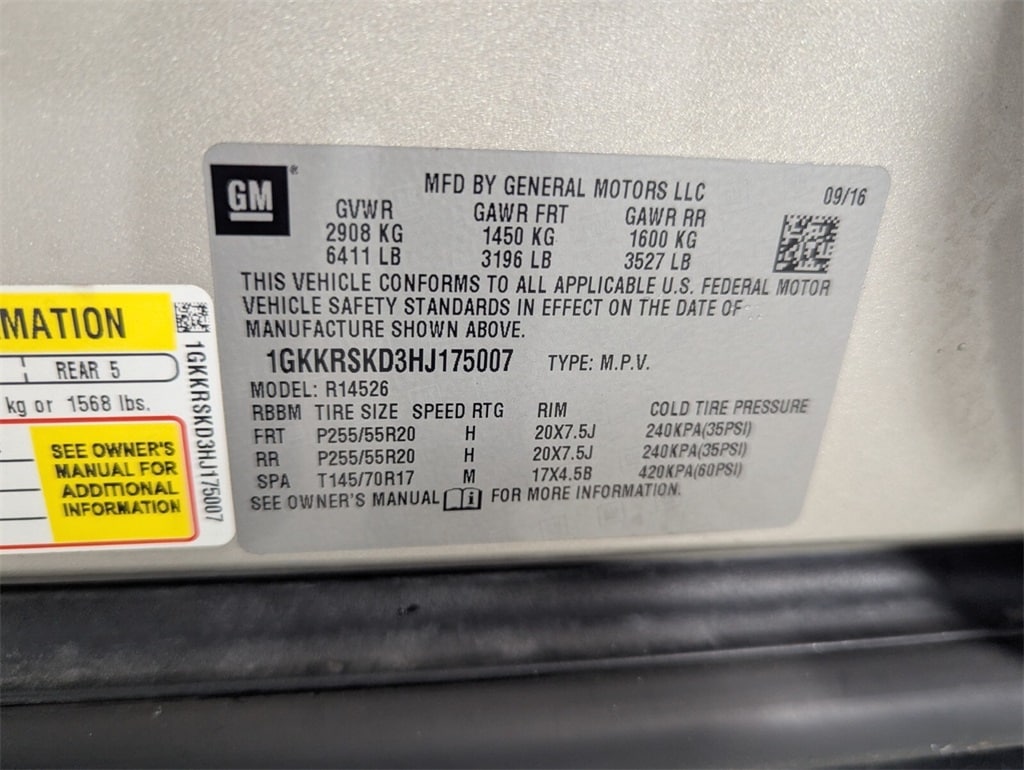 GM ®
MFD BY GENERAL MOTORS LLC 09/16
GVWR GAWR FRT GAWR RR
2908 KG 1450 KG 1600 KG
6411 LB 3196 LB 3527 LB
THIS VEHICLE CONFORMS TO ALL APPLICABLE U.S. FEDERAL MOTOR
VEHICLE SAFETY STANDARDS IN EFFECT ON THE DATE OF
MANUFACTURE SHOWN ABOVE.
1GKKRSKD3HJ175007 TYPE: M.P.V.
MODEL: R14526
RBBM TIRE SIZE SPEED RTG RIM COLD TIRE PRESSURE
FRT P255/55R20 H 20X7.5J 240KPA(35PSI)
RR P255/55R20 H 20X7.5J 240KPA(35PSI)
SPA T145/70R17 M 17X4.5B 420KPA(60PSI)
SEE OWNER'S MANUAL i FOR MORE INFORMATION.
MATION
REAR 5
kg or 1568 lbs.
SEE OWNER'S
MANUAL FOR
ADDITIONAL
INFORMATION
1GKKRSKD3HJ175007